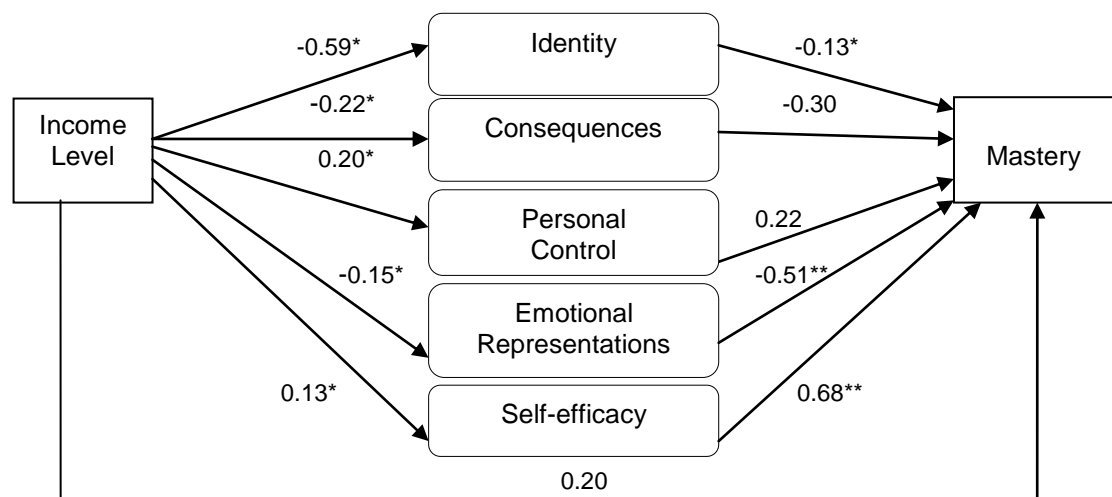 Identity
-0.59*
-0.13*
-0.22*
-0.30
Income
Level
Consequences
Mastery
0.20*
Personal
Control
0.22
-0.15*
-0.51**
Emotional
Representations
0.13*
Self-efficacy
0.68**
0.20